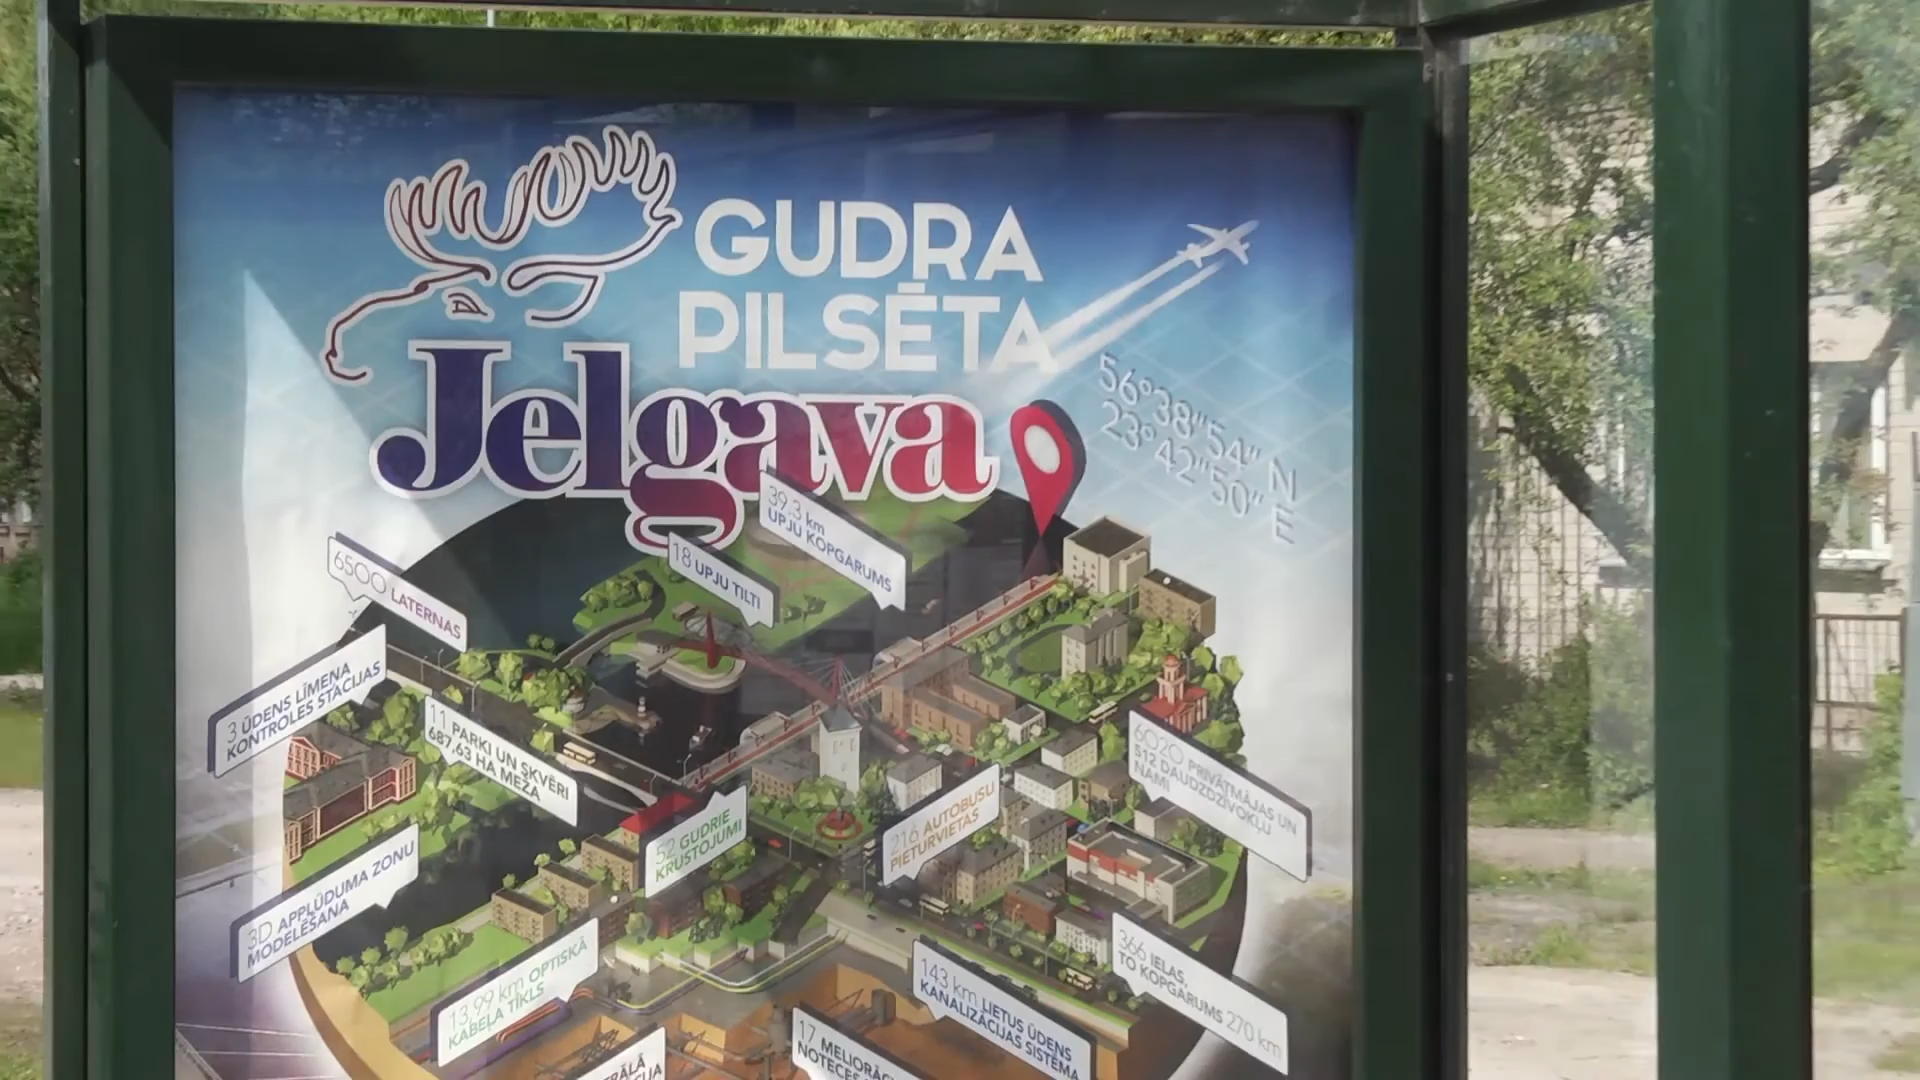 GUDRA
PILSĒTA
Jelgava
56°38"54" N
23°42"50" E
39.3 km
UPJU KOPGARUMS
18 UPJU TILTI
6500 LATERNAS
3 ŪDENS LĪMEŅA
KONTROLES STACIJAS
11 PARKI UN SKVĒRI
687,63 HA MEŽA
6020 PRIVĀTMĀJAS UN
512 DAUDZDZĪVOKĻU
NAMI
52 GUDRIE
KRUSTOJUMI
216 AUTOBUSU
PIETURVIETAS
3D APPLŪDUMA ZONU
MODELĒŠANA
13,99 km OPTISKĀ
KABEĻA TĪKLS
143 km LIETUS ŪDENS
KANALIZĀCIJAS SISTĒMA
366 IELAS,
TO KOPGARUMS 270 km
17